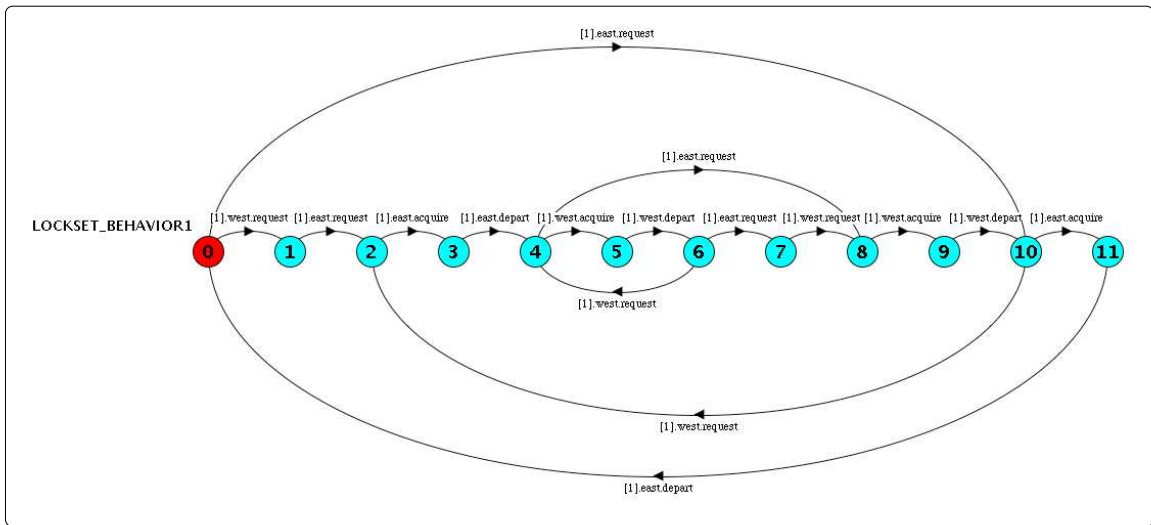 [1].east.request
[1].east.request
[1].west.request [1].east.request [1].east.acquire [1].east.depart [1].west.acquire [1].west.depart [1].east.request [1].west.request [1].west.acquire [1].west.depart [1].east.acquire
LOCKSET_BEHAVIOR1
0 1 2 3 4 5 6 7 8 9 10 11
[1].west.request
[1].west.request
[1].east.depart